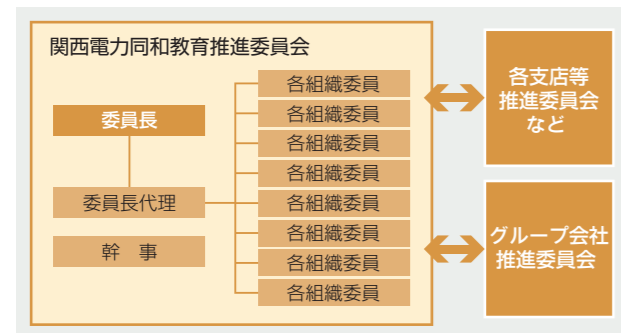 関西電力同和教育推進委員会
委員長
委員長代理
幹　事
各組織委員
各組織委員
各組織委員
各組織委員
各組織委員
各組織委員
各組織委員
各組織委員
各支店等
推進委員会
など
グループ会社
推進委員会